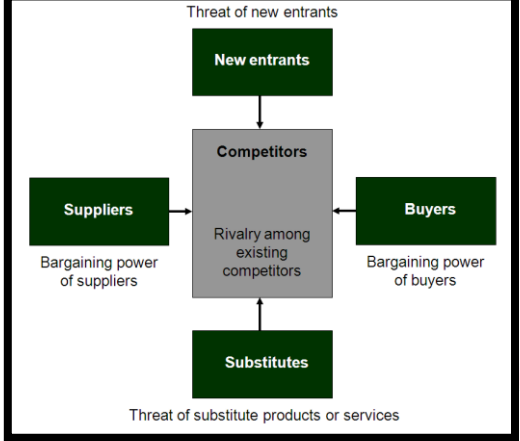 Threat of new entrants
New entrants
Competitors
Suppliers
Buyers
Rivalry among
existing
competitors
Bargaining power
of suppliers
Bargaining power
of buyers
Substitutes
Threat of substitute products or services